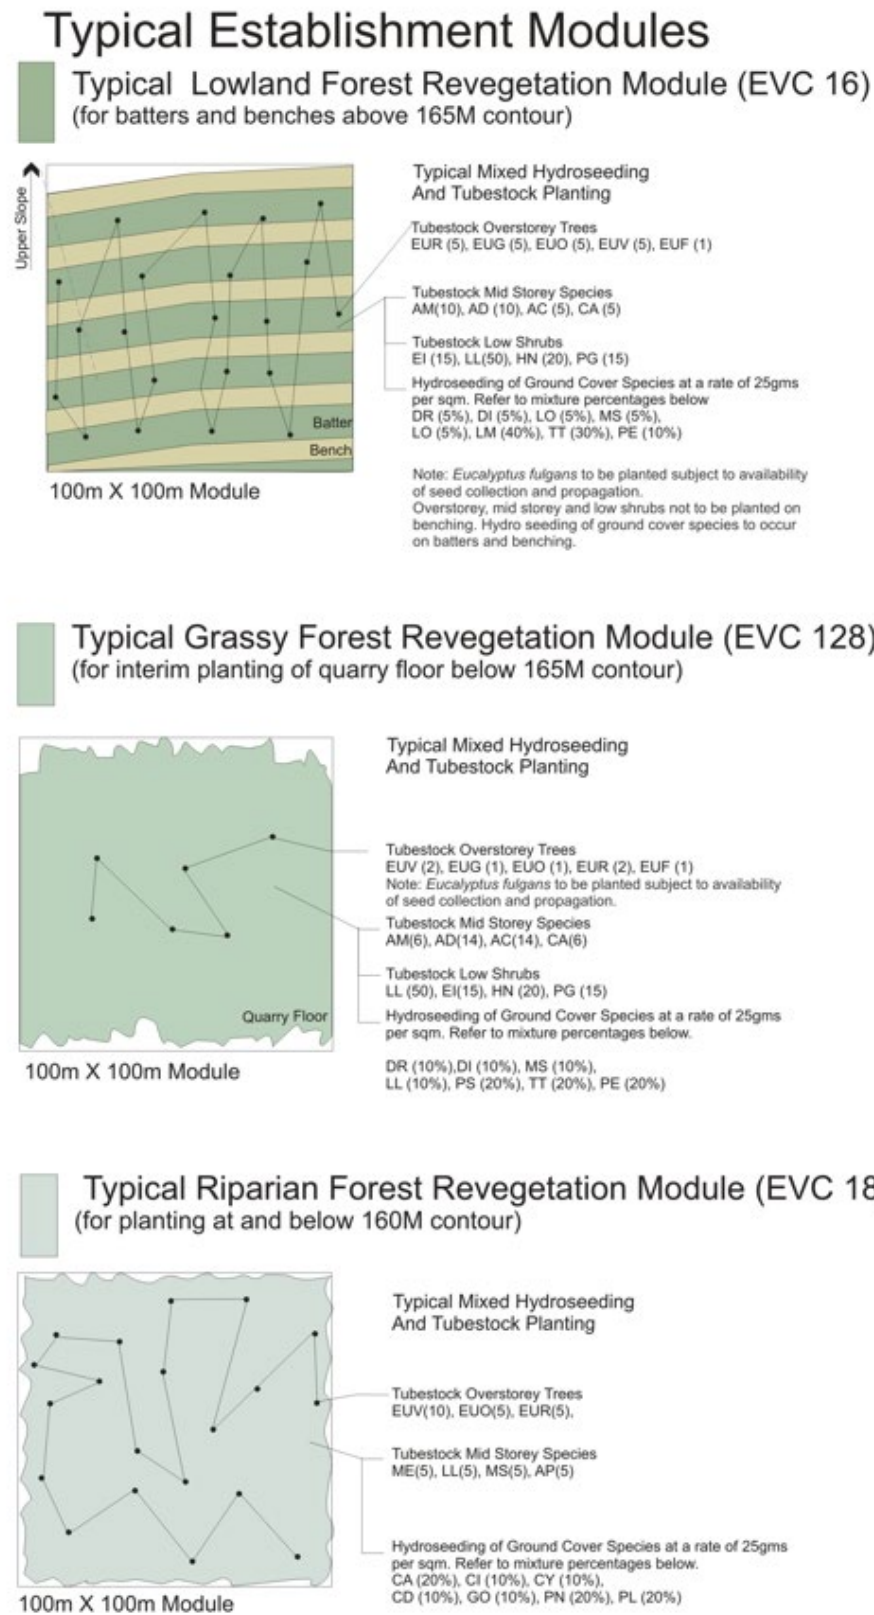 Typical Establishment Modules
Typical Lowland Forest Revegetation Module (EVC 16)
(for batters and benches above 165M contour)
Upper Slope
Batter
Bench
100m X 100m Module
Typical Mixed Hydroseeding
And Tubestock Planting
Tubestock Overstorey Trees
EUR (5), EUG (5), EUO (5), EUV (5), EUF (1)
Tubestock Mid Storey Species
AM(10), AD (10), AC (5), CA (5)
Tubestock Low Shrubs
EI (15), LL(50), HN (20), PG (15)
Hydroseeding of Ground Cover Species at a rate of 25gms
per sqm. Refer to mixture percentages below
DR (5%), DI (5%), LO (5%), MS (5%),
LO (5%), LM (40%), TT (30%), PE (10%)
Note: Eucalyptus fulgans to be planted subject to availability
of seed collection and propagation.
Overstorey, mid storey and low shrubs not to be planted on
benching. Hydro seeding of ground cover species to occur
on batters and benching.
Typical Grassy Forest Revegetation Module (EVC 128)
(for interim planting of quarry floor below 165M contour)
Quarry Floor
100m X 100m Module
Typical Mixed Hydroseeding
And Tubestock Planting
Tubestock Overstorey Trees
EUV (2), EUG (1), EUO (1), EUR (2), EUF (1)
Note: Eucalyptus fulgans to be planted subject to availability
of seed collection and propagation.
Tubestock Mid Storey Species
AM(6), AD(14), AC(14), CA(6)
Tubestock Low Shrubs
LL (50), EI(15), HN (20), PG (15)
Hydroseeding of Ground Cover Species at a rate of 25gms
per sqm. Refer to mixture percentages below.
DR (10%),DI (10%), MS (10%),
LL (10%), PS (20%), TT (20%), PE (20%)
Typical Riparian Forest Revegetation Module (EVC 18
(for planting at and below 160M contour)
100m X 100m Module
Typical Mixed Hydroseeding
And Tubestock Planting
Tubestock Overstorey Trees
EUV(10), EUO(5), EUR(5),
Tubestock Mid Storey Species
ME(5), LL(5), MS(5), AP(5)
Hydroseeding of Ground Cover Species at a rate of 25gms
per sqm. Refer to mixture percentages below.
CA (20%), CI (10%), CY (10%),
CD (10%), GO (10%), PN (20%), PL (20%)